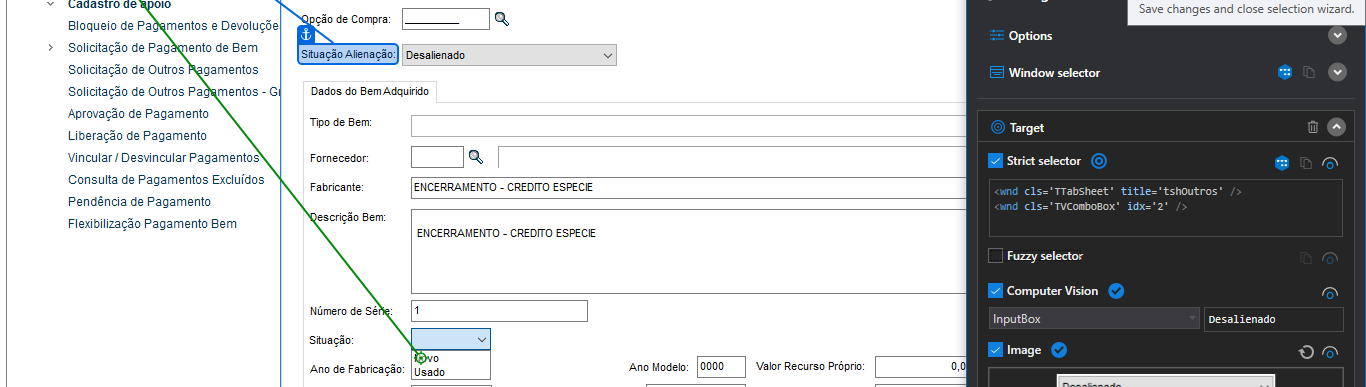 Cadastro de apoio
Bloqueio de Pagamentos e Devoluçõe
Solicitação de Pagamento de Bem
Solicitação de Outros Pagamentos
Solicitação de Outros Pagamentos - Gr
Aprovação de Pagamento
Liberação de Pagamento
Vincular / Desvincular Pagamentos
Consulta de Pagamentos Excluídos
Pendência de Pagamento
Flexibilização Pagamento Bem
Opção de Compra:
Situação Alienação: Desalienado
Dados do Bem Adquirido
Tipo de Bem:
Fornecedor:
Fabricante: ENCERRAMENTO - CREDITO ESPECIE
Descrição Bem:
ENCERRAMENTO - CREDITO ESPECIE
Número de Série: 1
Situação:
Novo
Usado
Ano de Fabricação:
Ano Modelo: 0000 Valor Recurso Próprio: 0,0
Save changes and close selection wizard.
Options
Window selector
Target
Strict selector
<wnd cls='TTabSheet' title='tshOutros' />
<wnd cls='TVComboBox' idx='2' />
Fuzzy selector
Computer Vision
InputBox Desalienado
Image
Desalienado